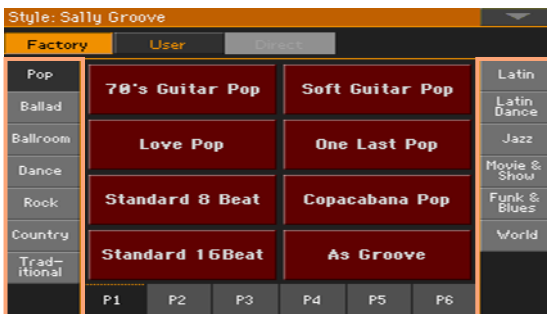 Style: Sally Groove
Factory User Direct
Pop
Ballad
Ballroom
Dance
Rock
Country
Trad-
itional
70's Guitar Pop Soft Guitar Pop
Love Pop One Last Pop
Standard 8 Beat Copacabana Pop
Standard 16Beat As Groove
Latin
Latin
Dance
Jazz
Movie &
Show
Funk &
Blues
World
P1 P2 P3 P4 P5 P6